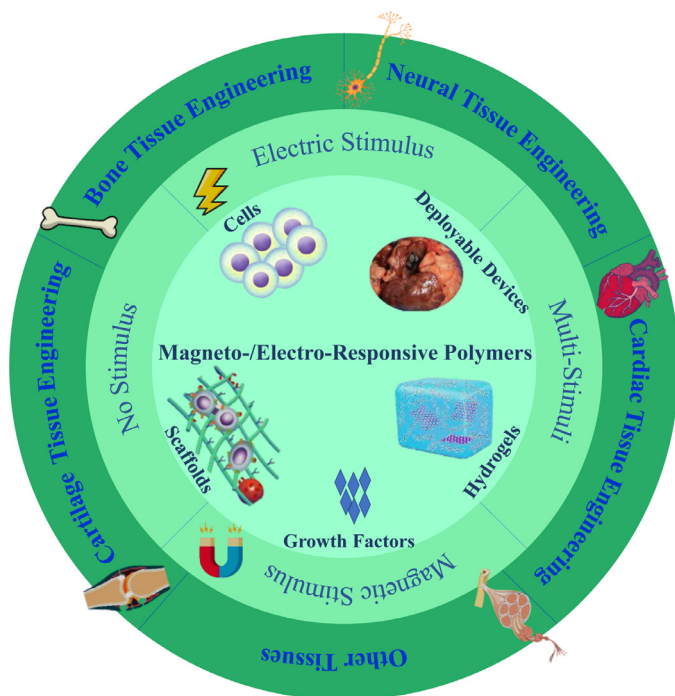 Bone Tissue Engineering
Neural Tissue Engineering
Electric Stimulus
Cells
Deployable Devices
Cartilage Tissue Engineering
No Stimulus
Magneto-/Electro-Responsive Polymers
Multi-Stimuli
Cardiac Tissue Engineering
Scaffolds
Hydrogels
Growth Factors
Magnetic Stimulus
Other Tissues